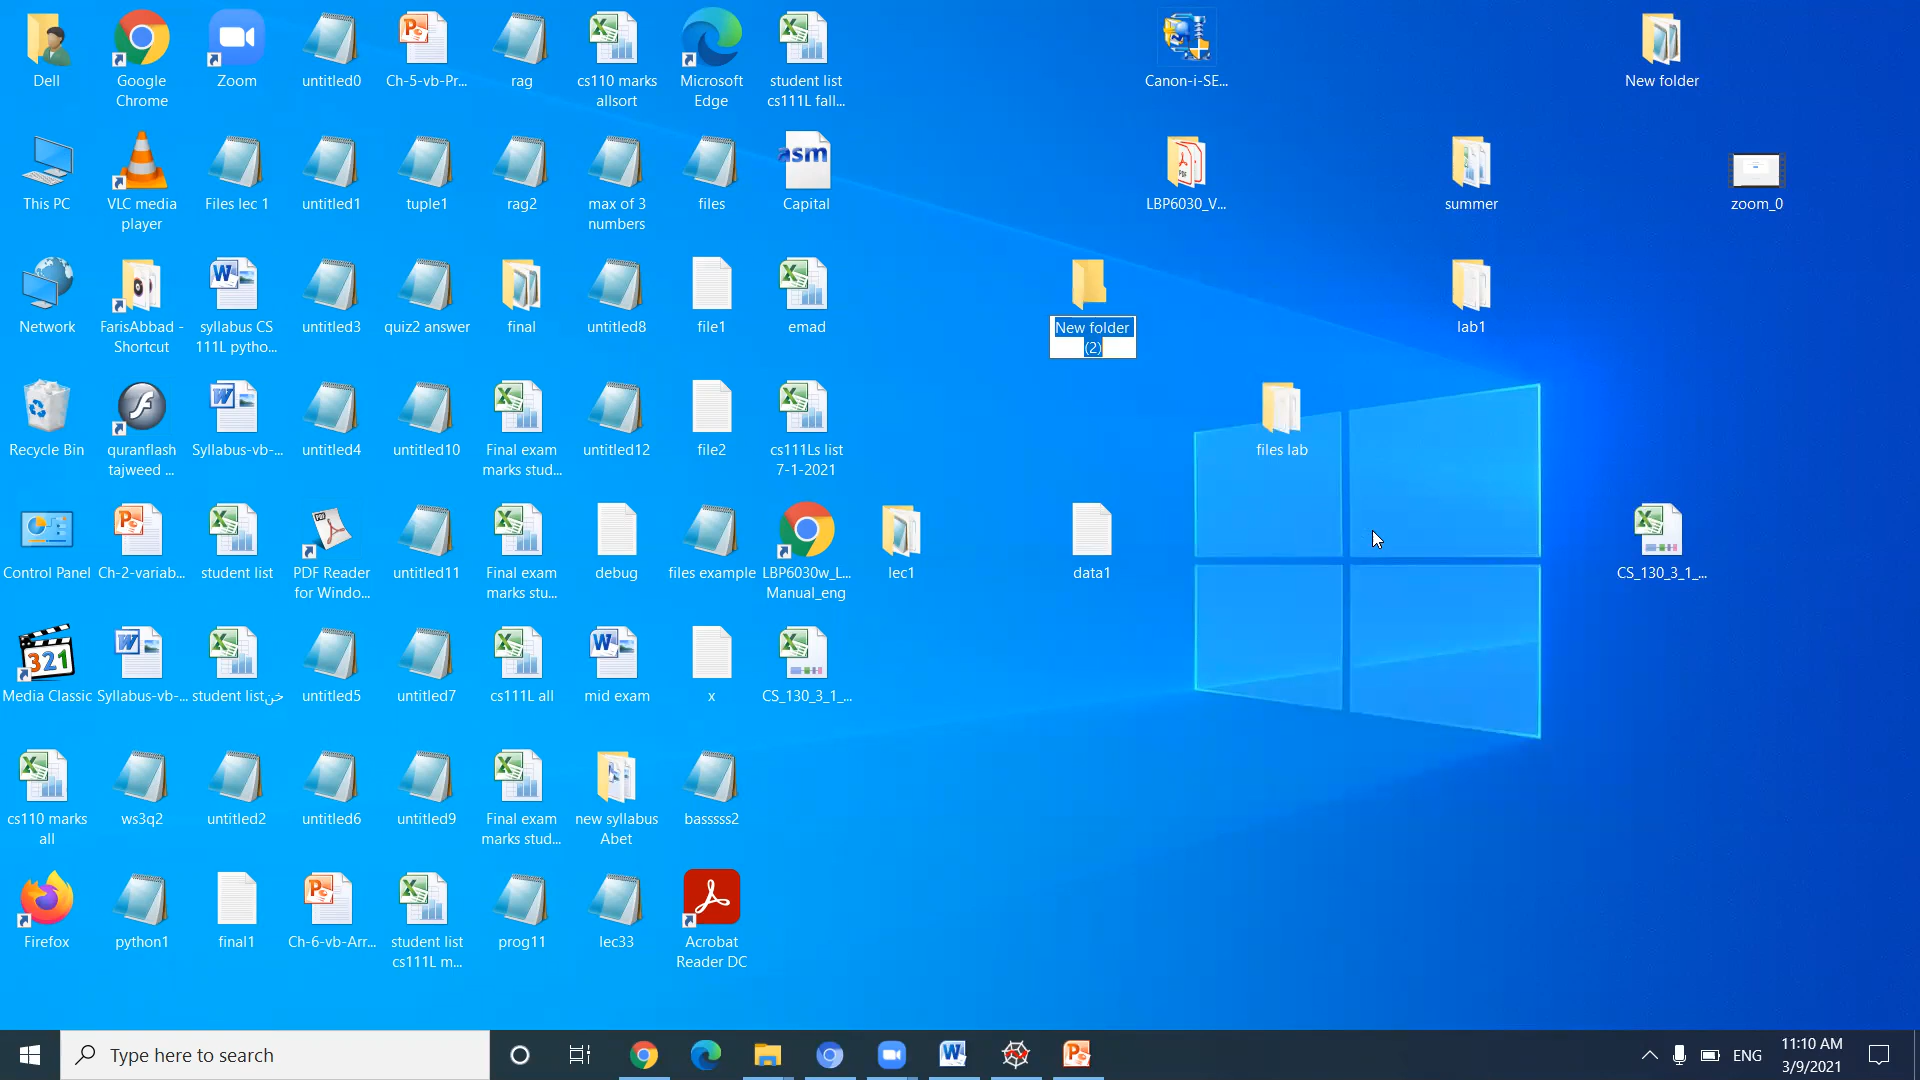 Dell
Google
Chrome
Zoom
untitled0
Ch-5-vb-Pr...
rag
cs110 marks
allsort
Microsoft
Edge
student list
cs111L fall...
Canon-i-SE...
New folder
This PC
VLC media
player
Files lec 1
untitled1
tuple1
rag2
max of 3
numbers
files
asm
Capital
LBP6030_V...
summer
zoom_0
Network
FarisAbbad -
Shortcut
syllabus CS
111L pytho...
untitled3
quiz2 answer
final
untitled8
file1
emad
New folder
(2)
lab1
Recycle Bin
quranflash
tajweed ...
Syllabus-vb-...
untitled4
untitled10
Final exam
marks stud...
untitled12
file2
cs111Ls list
7-1-2021
files lab
Control Panel
Ch-2-variab...
student list
PDF
PDF Reader
for Windo...
untitled11
Final exam
marks stu...
debug
files example
LBP6030w_L...
Manual_eng
lec1
data1
CS_130_3_1_...
321
Media Classic
Syllabus-vb-...
student listخن
untitled5
untitled7
cs111L all
mid exam
x
CS_130_3_1_...
cs110 marks
all
ws3q2
untitled2
untitled6
untitled9
Final exam
marks stud...
new syllabus
Abet
basssss2
Firefox
python1
final1
Ch-6-vb-Arr...
student list
cs111L m...
prog11
lec33
Acrobat
Reader DC
Type here to search
ENG
11:10 AM
3/9/2021